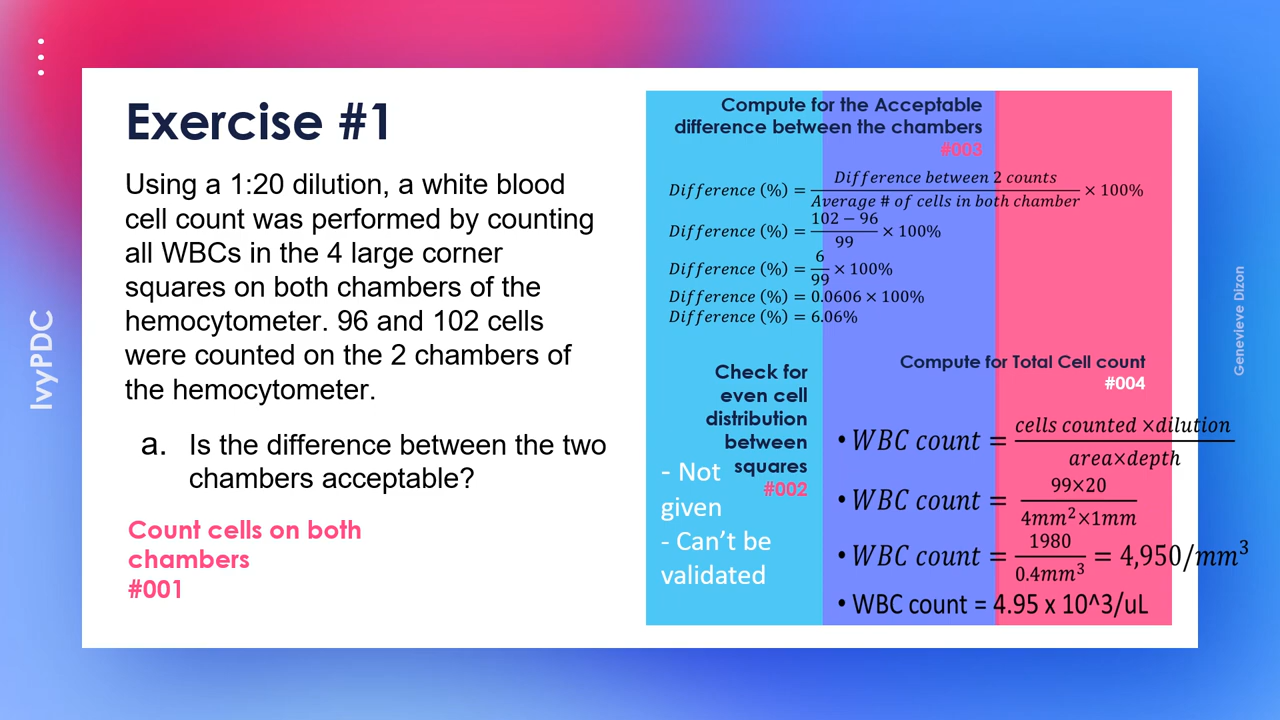 Exercise #1
Using a 1:20 dilution, a white blood
cell count was performed by counting
all WBCs in the 4 large corner
squares on both chambers of the
hemocytometer. 96 and 102 cells
were counted on the 2 chambers of
the hemocytometer.
a. Is the difference between the two
chambers acceptable?
Count cells on both
chambers
#001
Compute for the Acceptable
difference between the chambers
#003
Difference (%) = Difference between 2 counts / Average # of cells in both chamber × 100%
Difference (%) = 102 − 96 / 99 × 100%
Difference (%) = 6 / 99 × 100%
Difference (%) = 0.0606 × 100%
Difference (%) = 6.06%
Check for
even cell
distribution
between
squares
#002
- Not
given
- Can't be
validated
Compute for Total Cell count
#004
• WBC count = cells counted ×dilution / area×depth
• WBC count = 99×20 / 4mm²×1mm
• WBC count = 1980 / 0.4mm³ = 4,950/mm³
• WBC count = 4.95 x 10^3/uL
IvyPDC
Genevieve Dizon